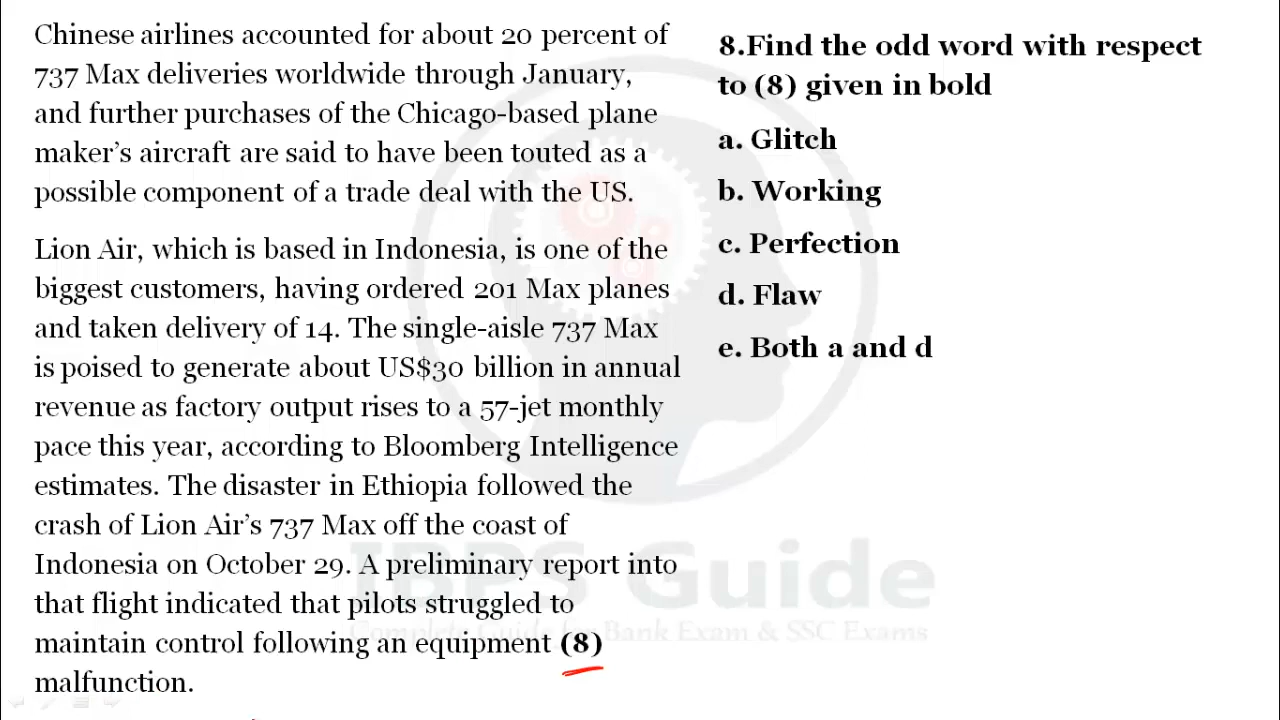 Chinese airlines accounted for about 20 percent of
737 Max deliveries worldwide through January,
and further purchases of the Chicago-based plane
maker's aircraft are said to have been touted as a
possible component of a trade deal with the US.
Lion Air, which is based in Indonesia, is one of the
biggest customers, having ordered 201 Max planes
and taken delivery of 14. The single-aisle 737 Max
is poised to generate about US$30 billion in annual
revenue as factory output rises to a 57-jet monthly
pace this year, according to Bloomberg Intelligence
estimates. The disaster in Ethiopia followed the
crash of Lion Air's 737 Max off the coast of
Indonesia on October 29. A preliminary report into
that flight indicated that pilots struggled to
maintain control following an equipment (8)
malfunction.
8.Find the odd word with respect
to (8) given in bold
a. Glitch
b. Working
c. Perfection
d. Flaw
e. Both a and d
IBPS Guide
Complete Guide for Bank Exam & SSC Exams